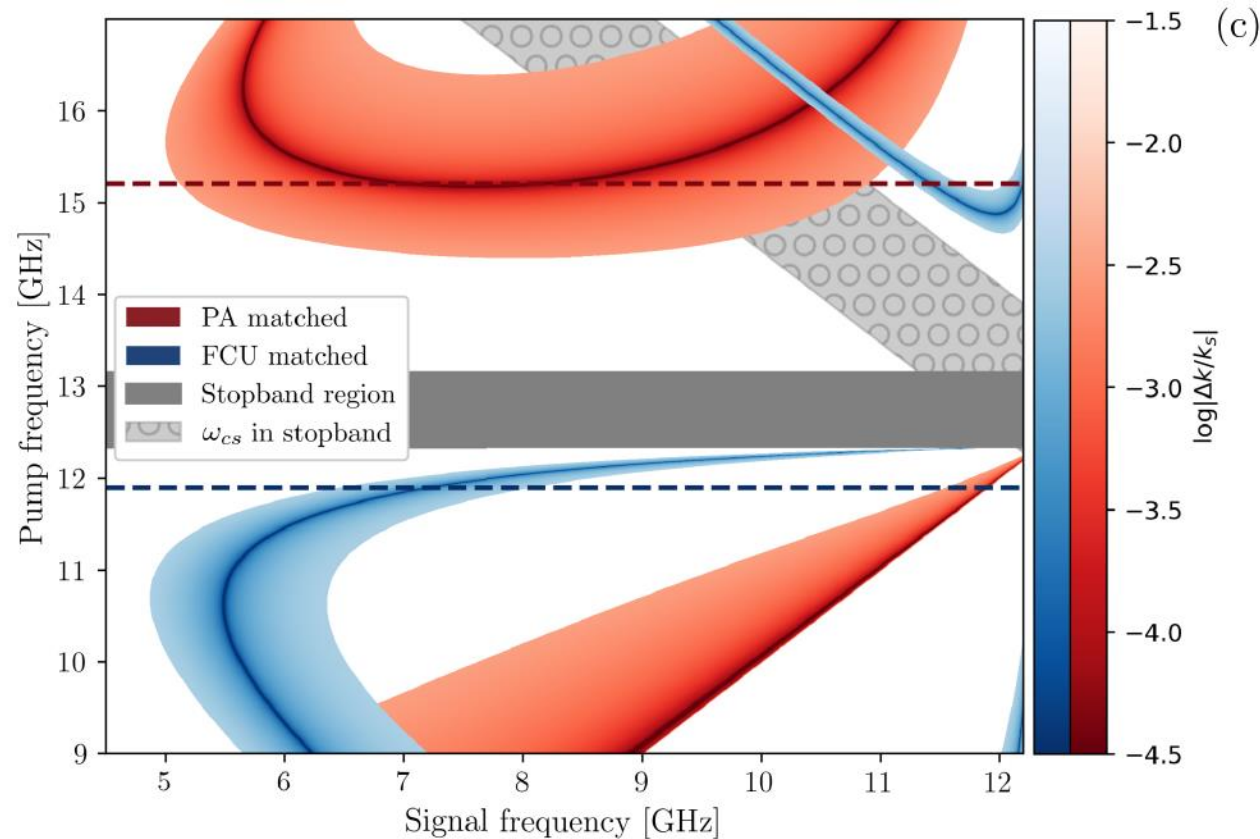 (c)
16
15
14
13
12
11
10
9
Pump frequency [GHz]
5 6 7 8 9 10 11 12
Signal frequency [GHz]
PA matched
FCU matched
Stopband region
ω_cs in stopband
−1.5
−2.0
−2.5
−3.0
−3.5
−4.0
−4.5
log|Δk/k_s|